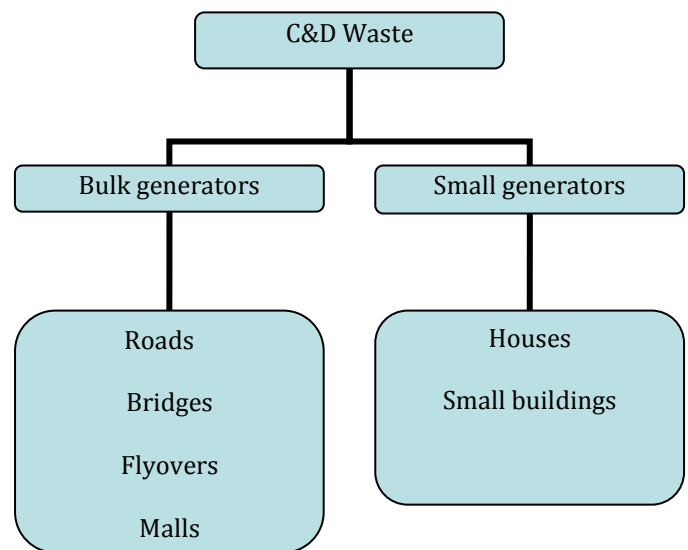 C&D Waste
Bulk generators
Small generators
Roads
Bridges
Flyovers
Malls
Houses
Small buildings